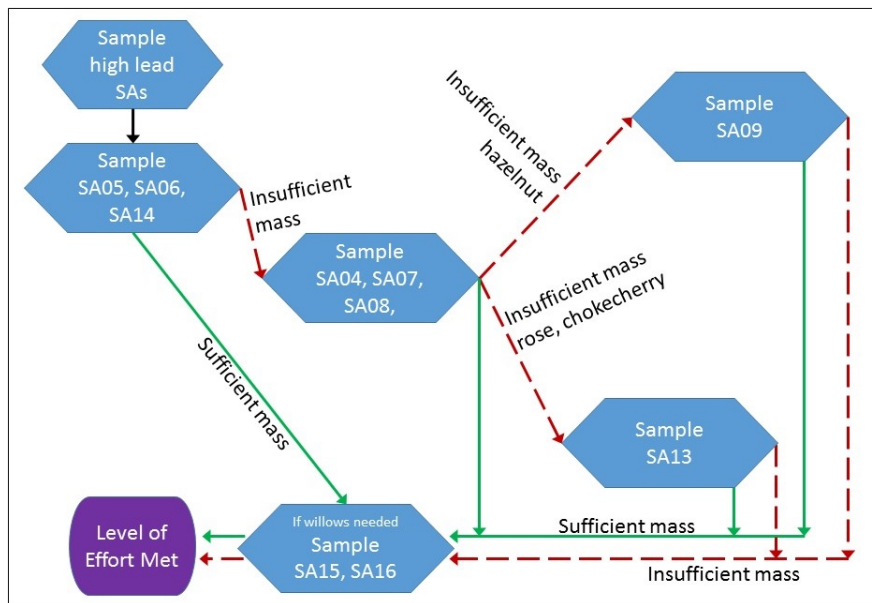 Sample
high lead
SAs
Sample
SA05, SA06,
SA14
Insufficient
mass
Sample
SA04, SA07,
SA08,
Insufficient mass
hazelnut
Sample
SA09
Insufficient mass
rose, chokecherry
Sample
SA13
Sufficient mass
Level of
Effort Met
If willows needed
Sample
SA15, SA16
Sufficient mass
Insufficient mass